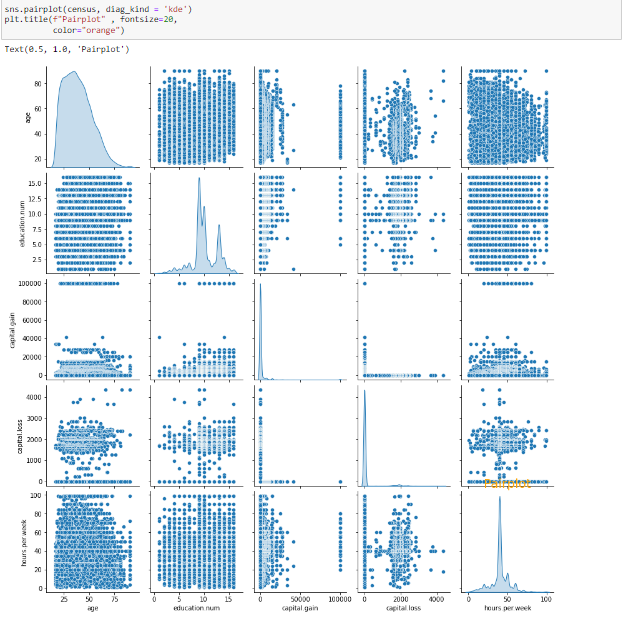 sns.pairplot(census, diag_kind = 'kde')
plt.title(f"Pairplot" , fontsize=20,
color="orange")
Text(0.5, 1.0, 'Pairplot')
80
60
40
20
age
15.0
12.5
10.0
7.5
5.0
2.5
education.num
100000
80000
60000
40000
20000
0
capital.gain
4000
3000
2000
1000
0
capital.loss
Pairplot
100
80
60
40
20
0
hours.per.week
25 50 75
0 5 10 15
0 50000 100000
0 2000 4000
0 50 100
age
education.num
capital.gain
capital.loss
hours.per.week